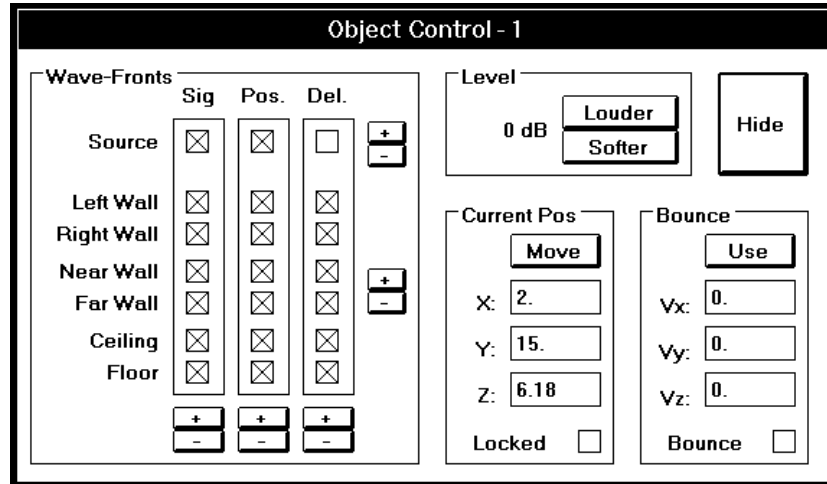 Object Control - 1
Wave-Fronts
Sig Pos. Del.
Source
+
-
Left Wall
Right Wall
Near Wall
Far Wall
+
-
Ceiling
Floor
+ + +
- - -
Level
0 dB
Louder
Softer
Hide
Current Pos
Move
X: 2.
Y: 15.
Z: 6.18
Locked
Bounce
Use
Vx: 0.
Vy: 0.
Vz: 0.
Bounce